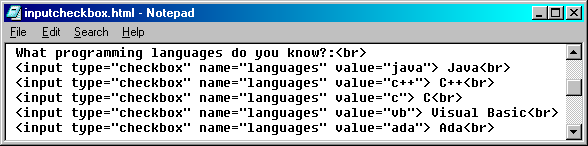 inputcheckbox.html - Notepad
File Edit Search Help
What programming languages do you know?:<br>
<input type="checkbox" name="languages" value="java"> Java<br>
<input type="checkbox" name="languages" value="c++"> C++<br>
<input type="checkbox" name="languages" value="c"> C<br>
<input type="checkbox" name="languages" value="vb"> Visual Basic<br>
<input type="checkbox" name="languages" value="ada"> Ada<br>